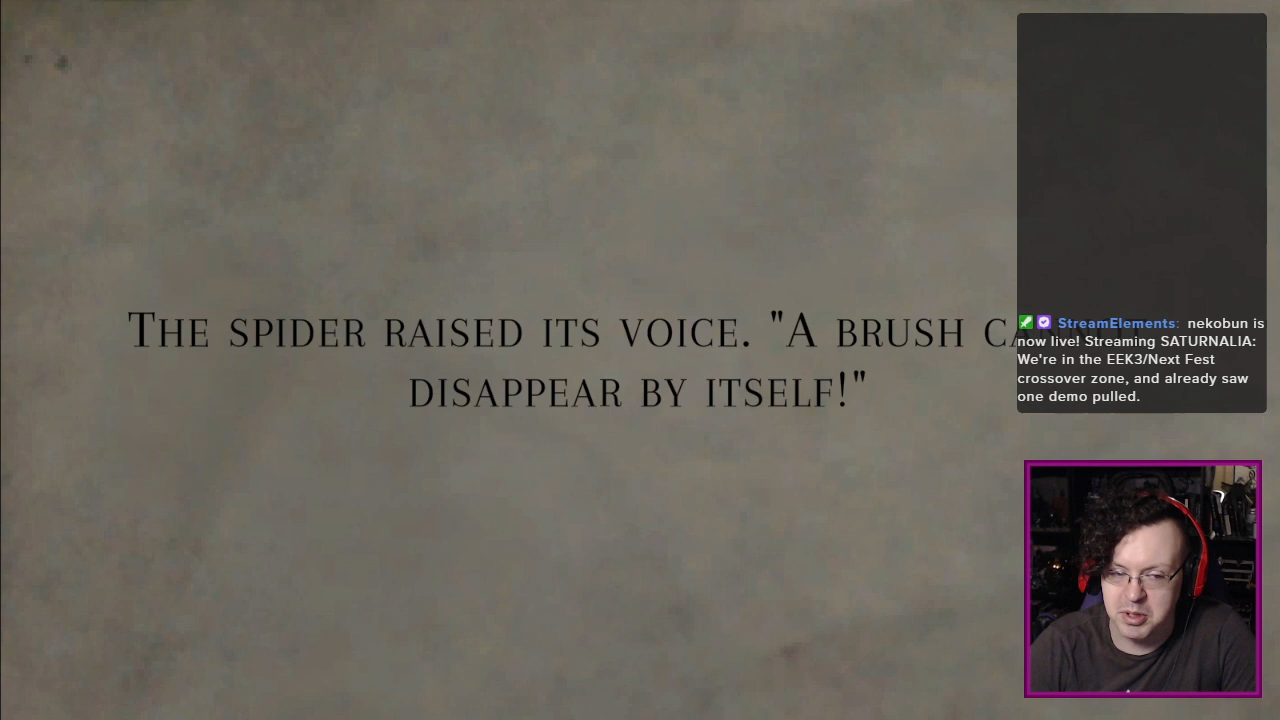 The spider raised its voice. "A brush
disappear by itself!"
StreamElements: nekobun is
now live! Streaming SATURNALIA:
We're in the EEK3/Next Fest
crossover zone, and already saw
one demo pulled.